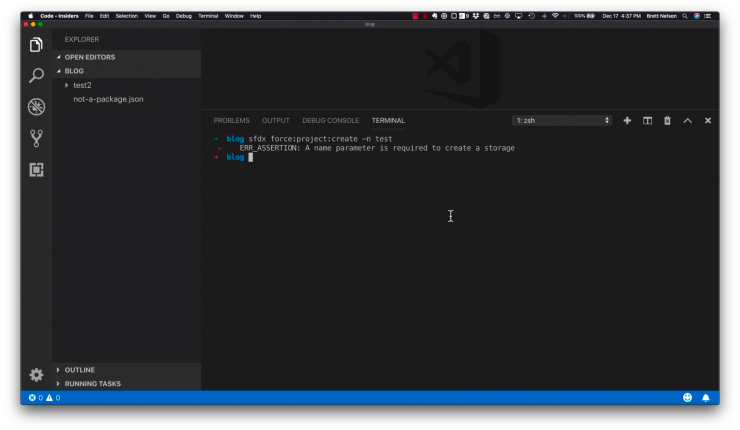 Code - Insiders File Edit Selection View Go Debug Terminal Window Help 9 100% Dec 17 4:37 PM Brett Nelson
blog
EXPLORER
OPEN EDITORS
BLOG
test2
not-a-package.json
OUTLINE
RUNNING TASKS
PROBLEMS OUTPUT DEBUG CONSOLE TERMINAL 1: zsh
→ blog sfdx force:project:create -n test
ERR_ASSERTION: A name parameter is required to create a storage
→ blog
0 0